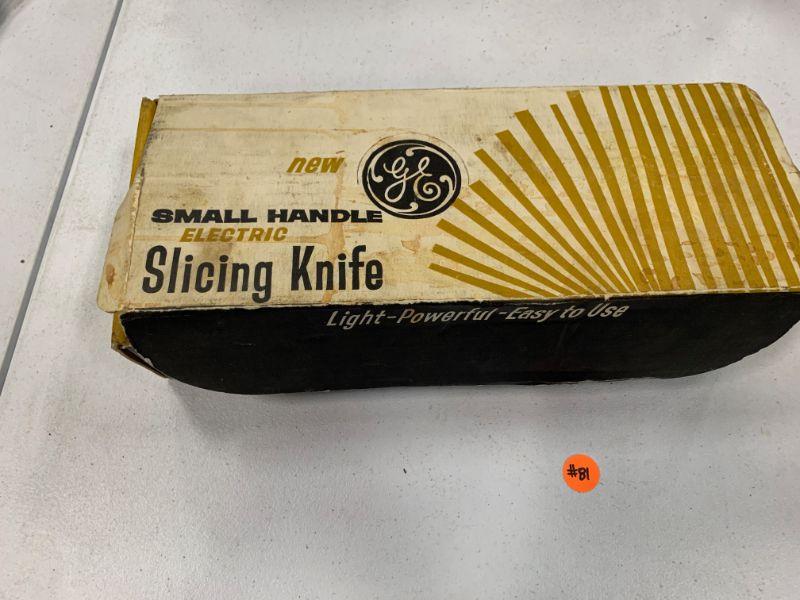 new
GE
SMALL HANDLE
ELECTRIC
Slicing Knife
Light-Powerful-Easy to Use
#81